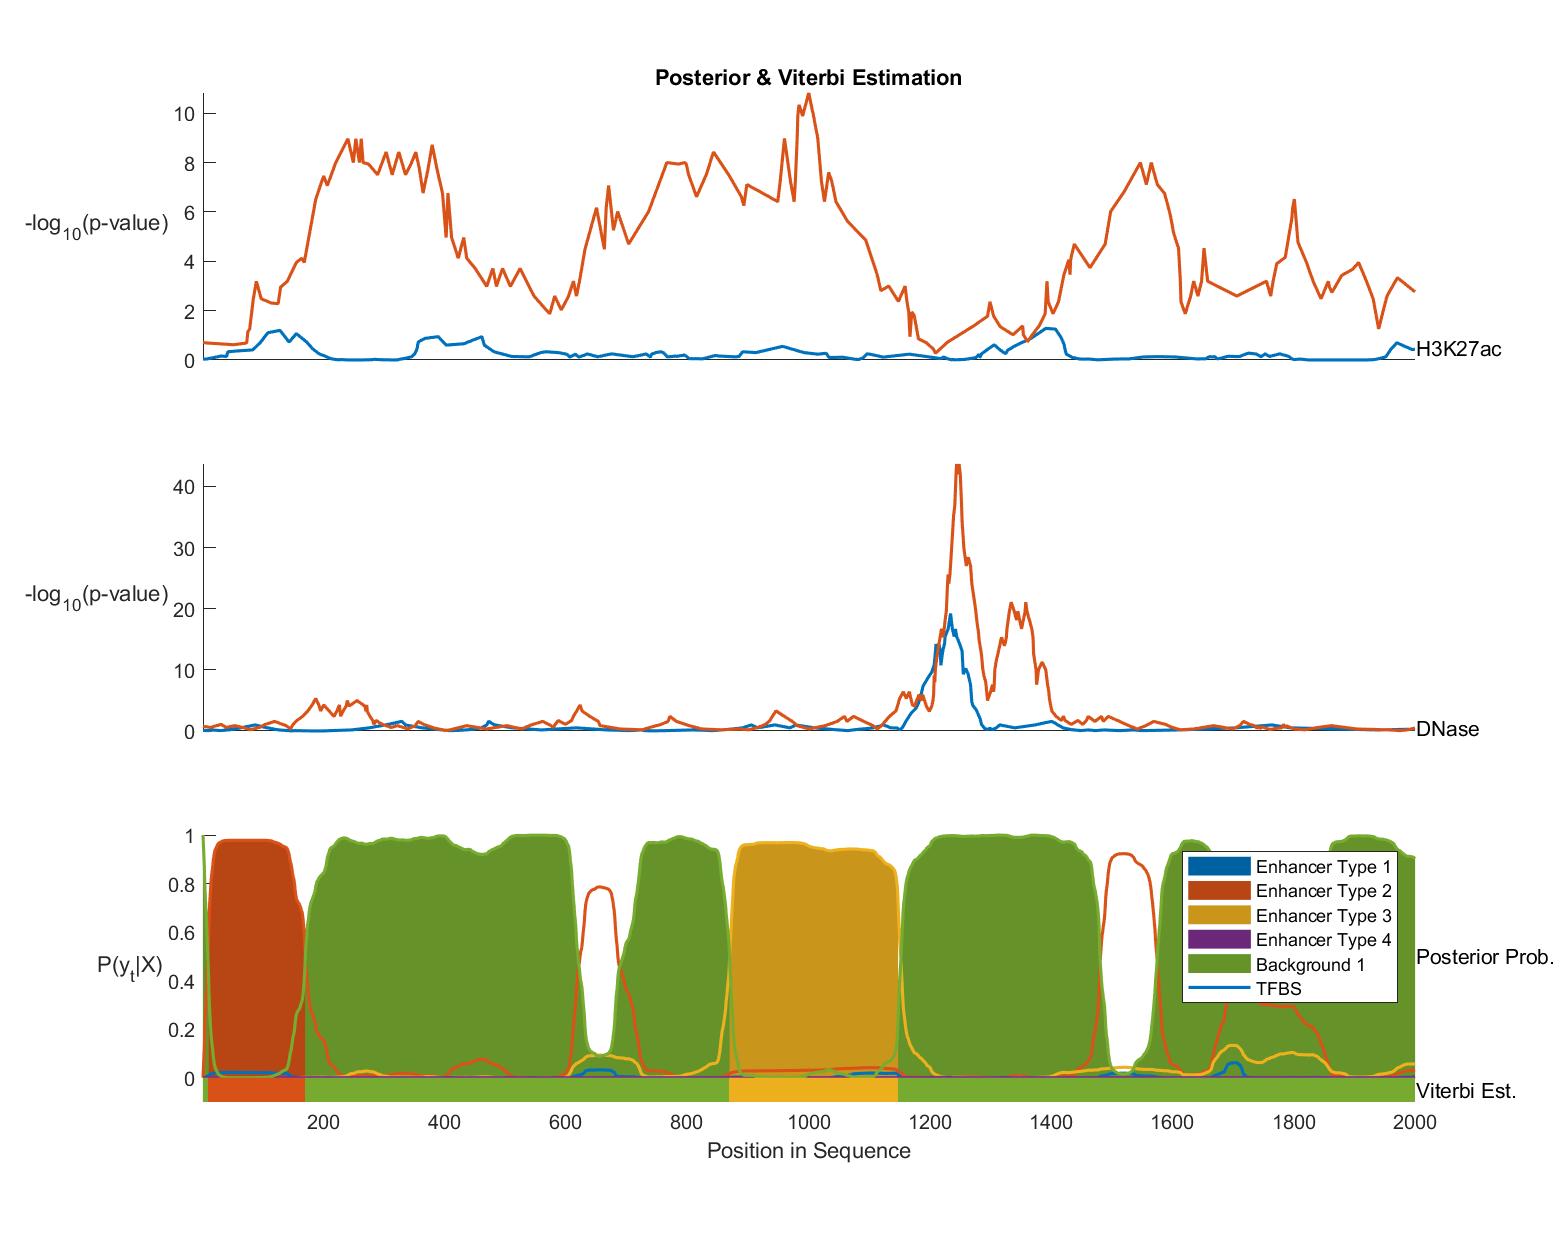 Posterior & Viterbi Estimation
10
8
6
4
2
0
-log10(p-value)
H3K27ac
40
30
20
10
0
-log10(p-value)
DNase
1
0.8
0.6
0.4
0.2
0
P(yt|X)
Enhancer Type 1
Enhancer Type 2
Enhancer Type 3
Enhancer Type 4
Background 1
TFBS
Posterior Prob.
Viterbi Est.
200 400 600 800 1000 1200 1400 1600 1800 2000
Position in Sequence